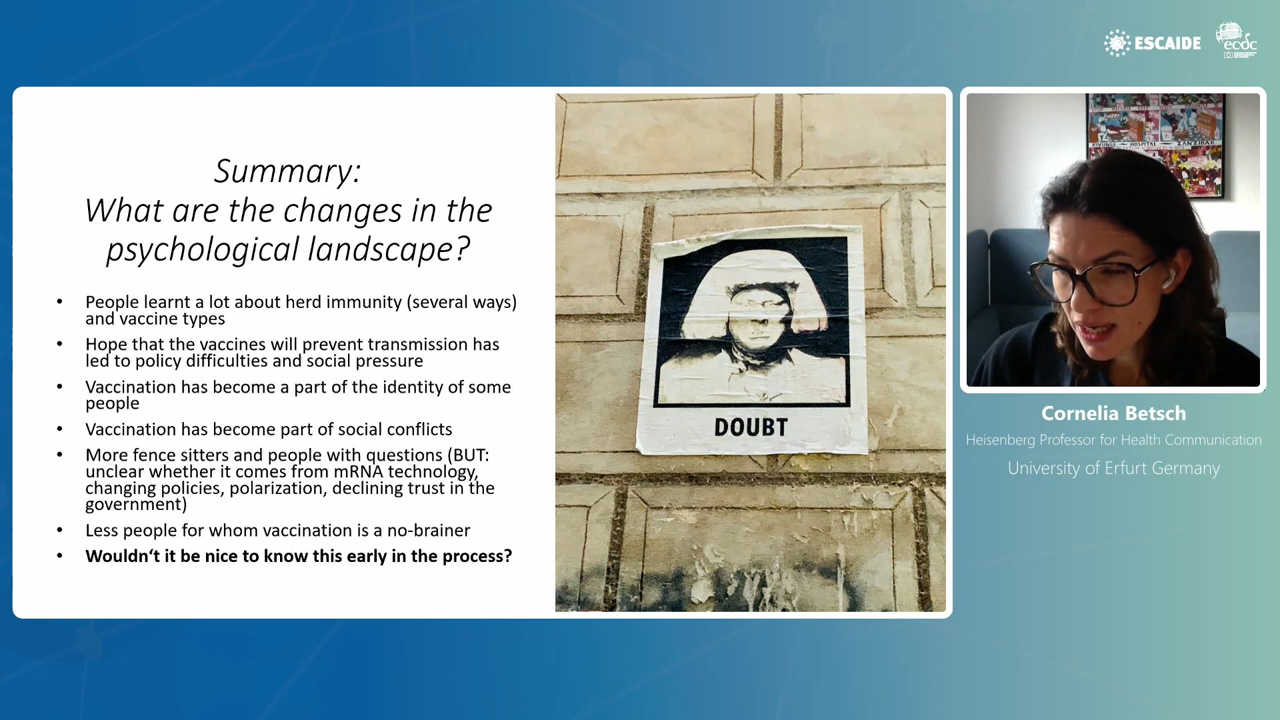 ESCAIDE
ecdc
Summary:
What are the changes in the
psychological landscape?
• People learnt a lot about herd immunity (several ways)
and vaccine types
• Hope that the vaccines will prevent transmission has
led to policy difficulties and social pressure
• Vaccination has become a part of the identity of some
people
• Vaccination has become part of social conflicts
• More fence sitters and people with questions (BUT:
unclear whether it comes from mRNA technology,
changing policies, polarization, declining trust in the
government)
• Less people for whom vaccination is a no-brainer
• Wouldn‘t it be nice to know this early in the process?
DOUBT
ZANZIBAR
Cornelia Betsch
Heisenberg Professor for Health Communication
University of Erfurt Germany